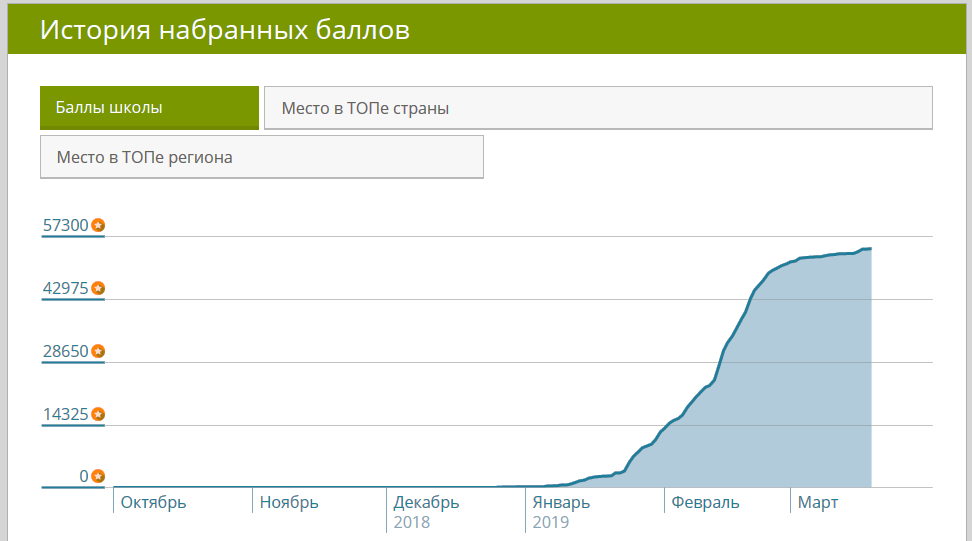 История набранных баллов
Баллы школы
Место в ТОПе страны
Место в ТОПе региона
57300
42975
28650
14325
0
Октябрь Ноябрь Декабрь Январь Февраль Март
2018 2019